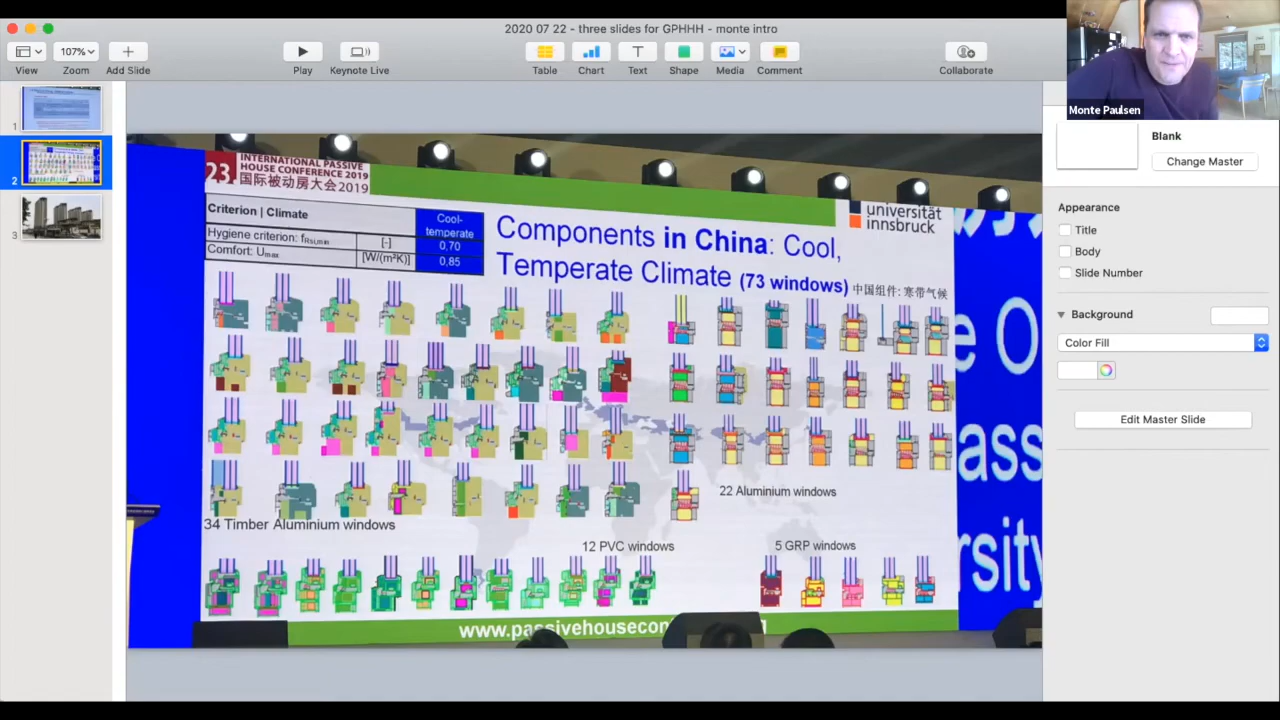 2020 07 22 - three slides for GPHHH - monte intro
107%
View
Zoom
Add Slide
Play
Keynote Live
Table
Chart
Text
Shape
Media
Comment
Collaborate
Monte Paulsen
1
2
3
23
INTERNATIONAL PASSIVE
HOUSE CONFERENCE 2019
国际被动房大会2019
universität
innsbruck
Criterion | Climate
Cool-
temperate
Hygiene criterion: fRsi,min
[-]
0,70
Comfort: Umax
[W/(m²K)]
0,85
Components in China: Cool,
Temperate Climate (73 windows) 中国组件: 寒带气候
22 Aluminium windows
34 Timber Aluminium windows
12 PVC windows
5 GRP windows
www.passivehousecon
Blank
Change Master
Appearance
Title
Body
Slide Number
Background
Color Fill
Edit Master Slide